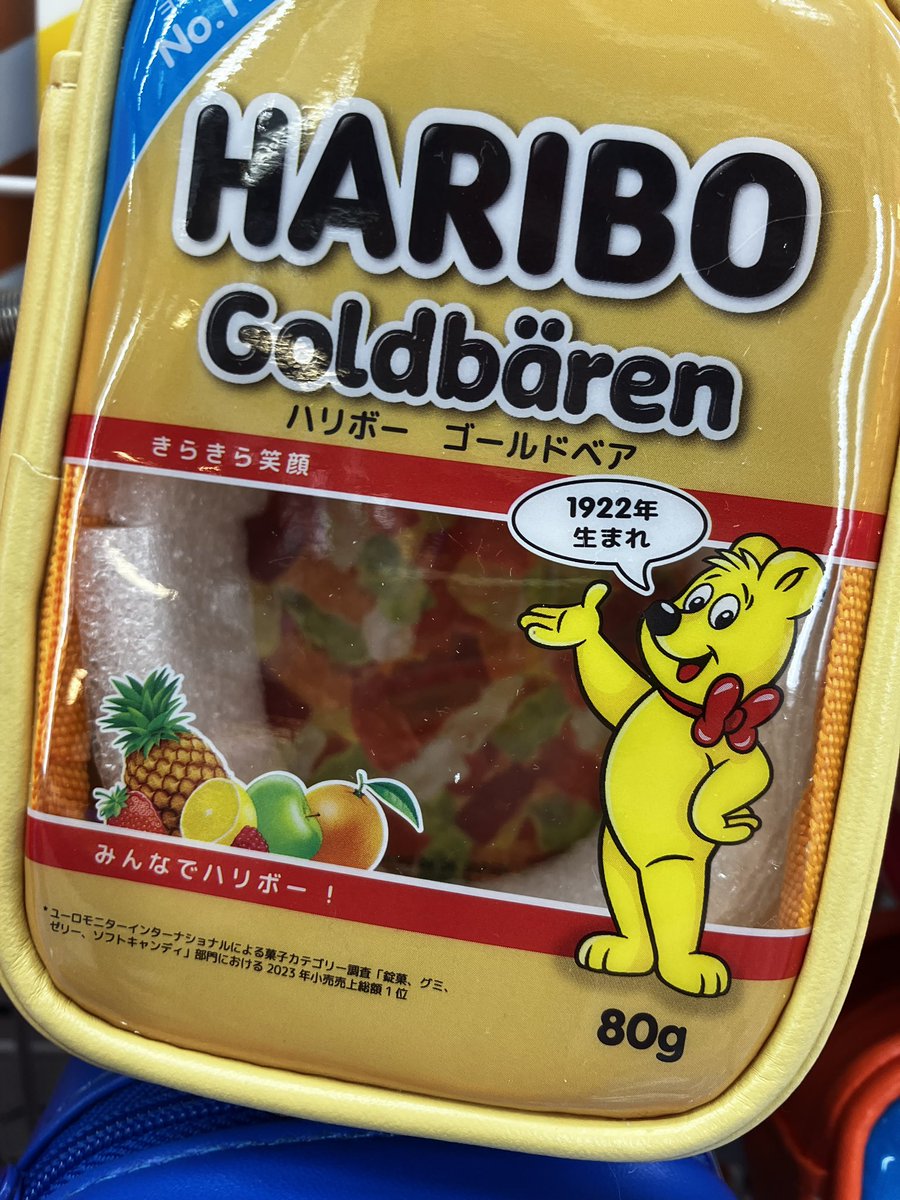 No.1
HARIBO
Goldbären
ハリボー ゴールドベア
きらきら笑顔
1922年
生まれ
みんなでハリボー！
*ユーロモニターインターナショナルによる菓子カテゴリー調査「錠菓、グミ、
ゼリー、ソフトキャンディ」部門における 2023 年小売売上総額 1 位
80g